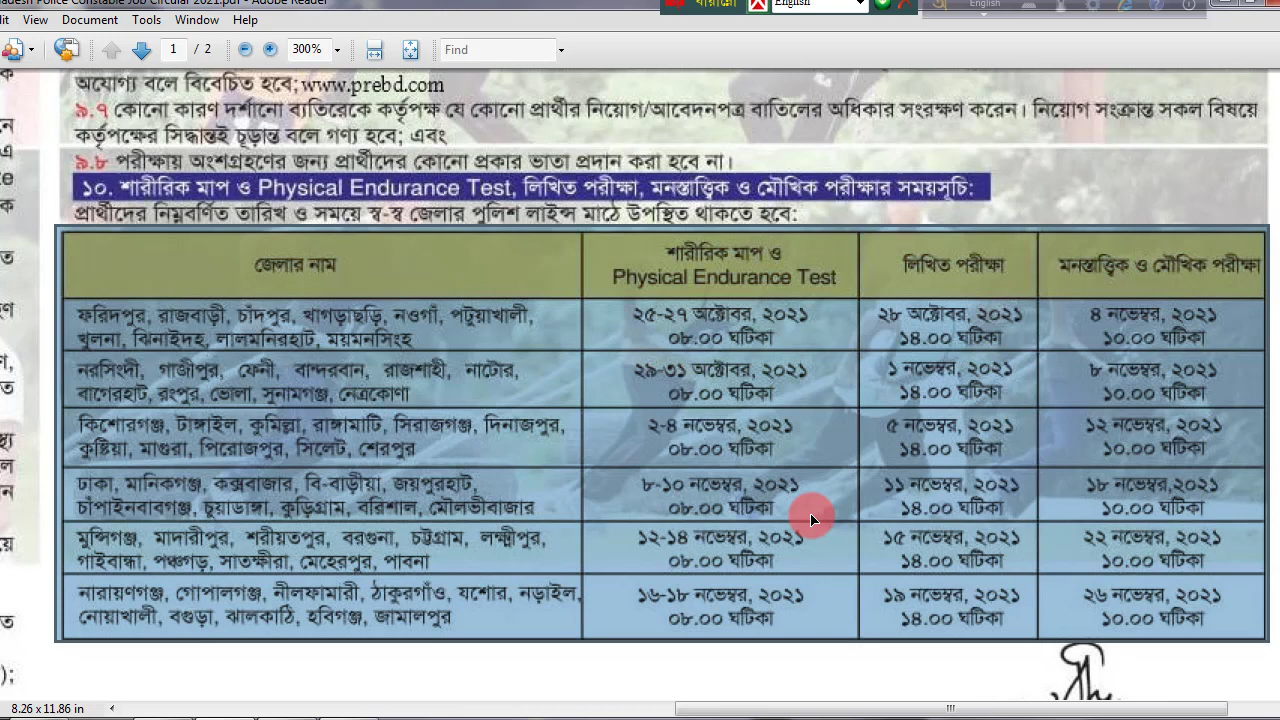 adesh Police Constable Job Circular 2021.pdf - Adobe Reader
English
English
it View Document Tools Window Help
1 / 2 300% Find
অযোগ্য বলে বিবেচিত হবে; www.prebd.com
৯.৭ কোনো কারণ দর্শানো ব্যতিরেকে কর্তৃপক্ষ যে কোনো প্রার্থীর নিয়োগ/আবেদনপত্র বাতিলের অধিকার সংরক্ষণ করেন। নিয়োগ সংক্রান্ত সকল বিষয়ে
কর্তৃপক্ষের সিদ্ধান্তই চূড়ান্ত বলে গণ্য হবে; এবং
৯.৮ পরীক্ষায় অংশগ্রহণের জন্য প্রার্থীদের কোনো প্রকার ভাতা প্রদান করা হবে না।
১০. শারীরিক মাপ ও Physical Endurance Test, লিখিত পরীক্ষা, মনস্তাত্ত্বিক ও মৌখিক পরীক্ষার সময়সূচি:
প্রার্থীদের নিম্নবর্ণিত তারিখ ও সময়ে স্ব-স্ব জেলার পুলিশ লাইন্স মাঠে উপস্থিত থাকতে হবে:
জেলার নাম শারীরিক মাপ ও
Physical Endurance Test লিখিত পরীক্ষা মনস্তাত্ত্বিক ও মৌখিক পরীক্ষা
ফরিদপুর, রাজবাড়ী, চাঁদপুর, খাগড়াছড়ি, নওগাঁ, পটুয়াখালী, ২৫-২৭ অক্টোবর, ২০২১ ২৮ অক্টোবর, ২০২১ ৪ নভেম্বর, ২০২১
খুলনা, ঝিনাইদহ, লালমনিরহাট, ময়মনসিংহ ০৮.০০ ঘটিকা ১৪.০০ ঘটিকা ১০.০০ ঘটিকা
নরসিংদী, গাজীপুর, ফেনী, বান্দরবান, রাজশাহী, নাটোর, ২৯-৩১ অক্টোবর, ২০২১ ১ নভেম্বর, ২০২১ ৮ নভেম্বর, ২০২১
বাগেরহাট, রংপুর, ভোলা, সুনামগঞ্জ, নেত্রকোণা ০৮.০০ ঘটিকা ১৪.০০ ঘটিকা ১০.০০ ঘটিকা
কিশোরগঞ্জ, টাঙ্গাইল, কুমিল্লা, রাঙ্গামাটি, সিরাজগঞ্জ, দিনাজপুর, ২-৪ নভেম্বর, ২০২১ ৫ নভেম্বর, ২০২১ ১২ নভেম্বর, ২০২১
কুষ্টিয়া, মাগুরা, পিরোজপুর, সিলেট, শেরপুর ০৮.০০ ঘটিকা ১৪.০০ ঘটিকা ১০.০০ ঘটিকা
ঢাকা, মানিকগঞ্জ, কক্সবাজার, বি-বাড়ীয়া, জয়পুরহাট, ৮-১০ নভেম্বর, ২০২১ ১১ নভেম্বর, ২০২১ ১৮ নভেম্বর, ২০২১
চাঁপাইনবাবগঞ্জ, চুয়াডাঙ্গা, কুড়িগ্রাম, বরিশাল, মৌলভীবাজার ০৮.০০ ঘটিকা ১৪.০০ ঘটিকা ১০.০০ ঘটিকা
মুন্সিগঞ্জ, মাদারীপুর, শরীয়তপুর, বরগুনা, চট্টগ্রাম, লক্ষ্মীপুর, ১২-১৪ নভেম্বর, ২০২১ ১৫ নভেম্বর, ২০২১ ২২ নভেম্বর, ২০২১
গাইবান্ধা, পঞ্চগড়, সাতক্ষীরা, মেহেরপুর, পাবনা ০৮.০০ ঘটিকা ১৪.০০ ঘটিকা ১০.০০ ঘটিকা
নারায়ণগঞ্জ, গোপালগঞ্জ, নীলফামারী, ঠাকুরগাঁও, যশোর, নড়াইল, ১৬-১৮ নভেম্বর, ২০২১ ১৯ নভেম্বর, ২০২১ ২৬ নভেম্বর, ২০২১
নোয়াখালী, বগুড়া, ঝালকাঠি, হবিগঞ্জ, জামালপুর ০৮.০০ ঘটিকা ১৪.০০ ঘটিকা ১০.০০ ঘটিকা
8.26 x 11.86 in